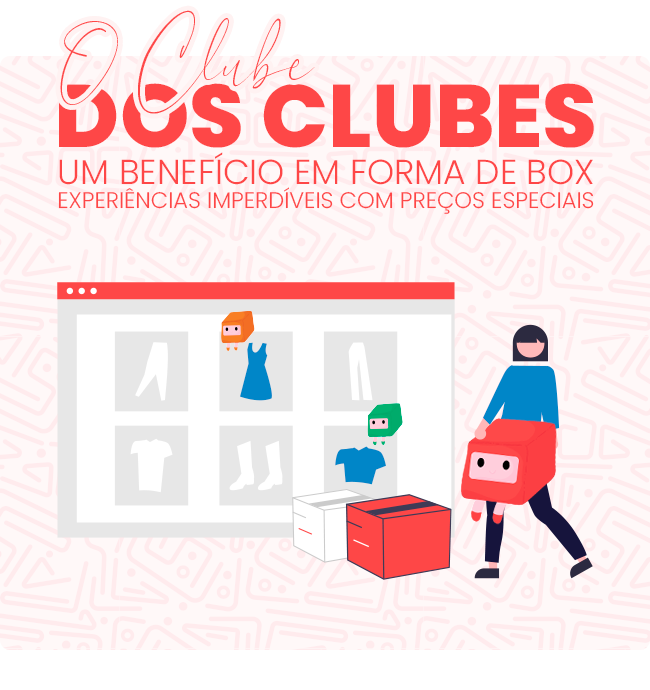 O Clube
DOS CLUBES
UM BENEFÍCIO EM FORMA DE BOX
EXPERIÊNCIAS IMPERDÍVEIS COM PREÇOS ESPECIAIS